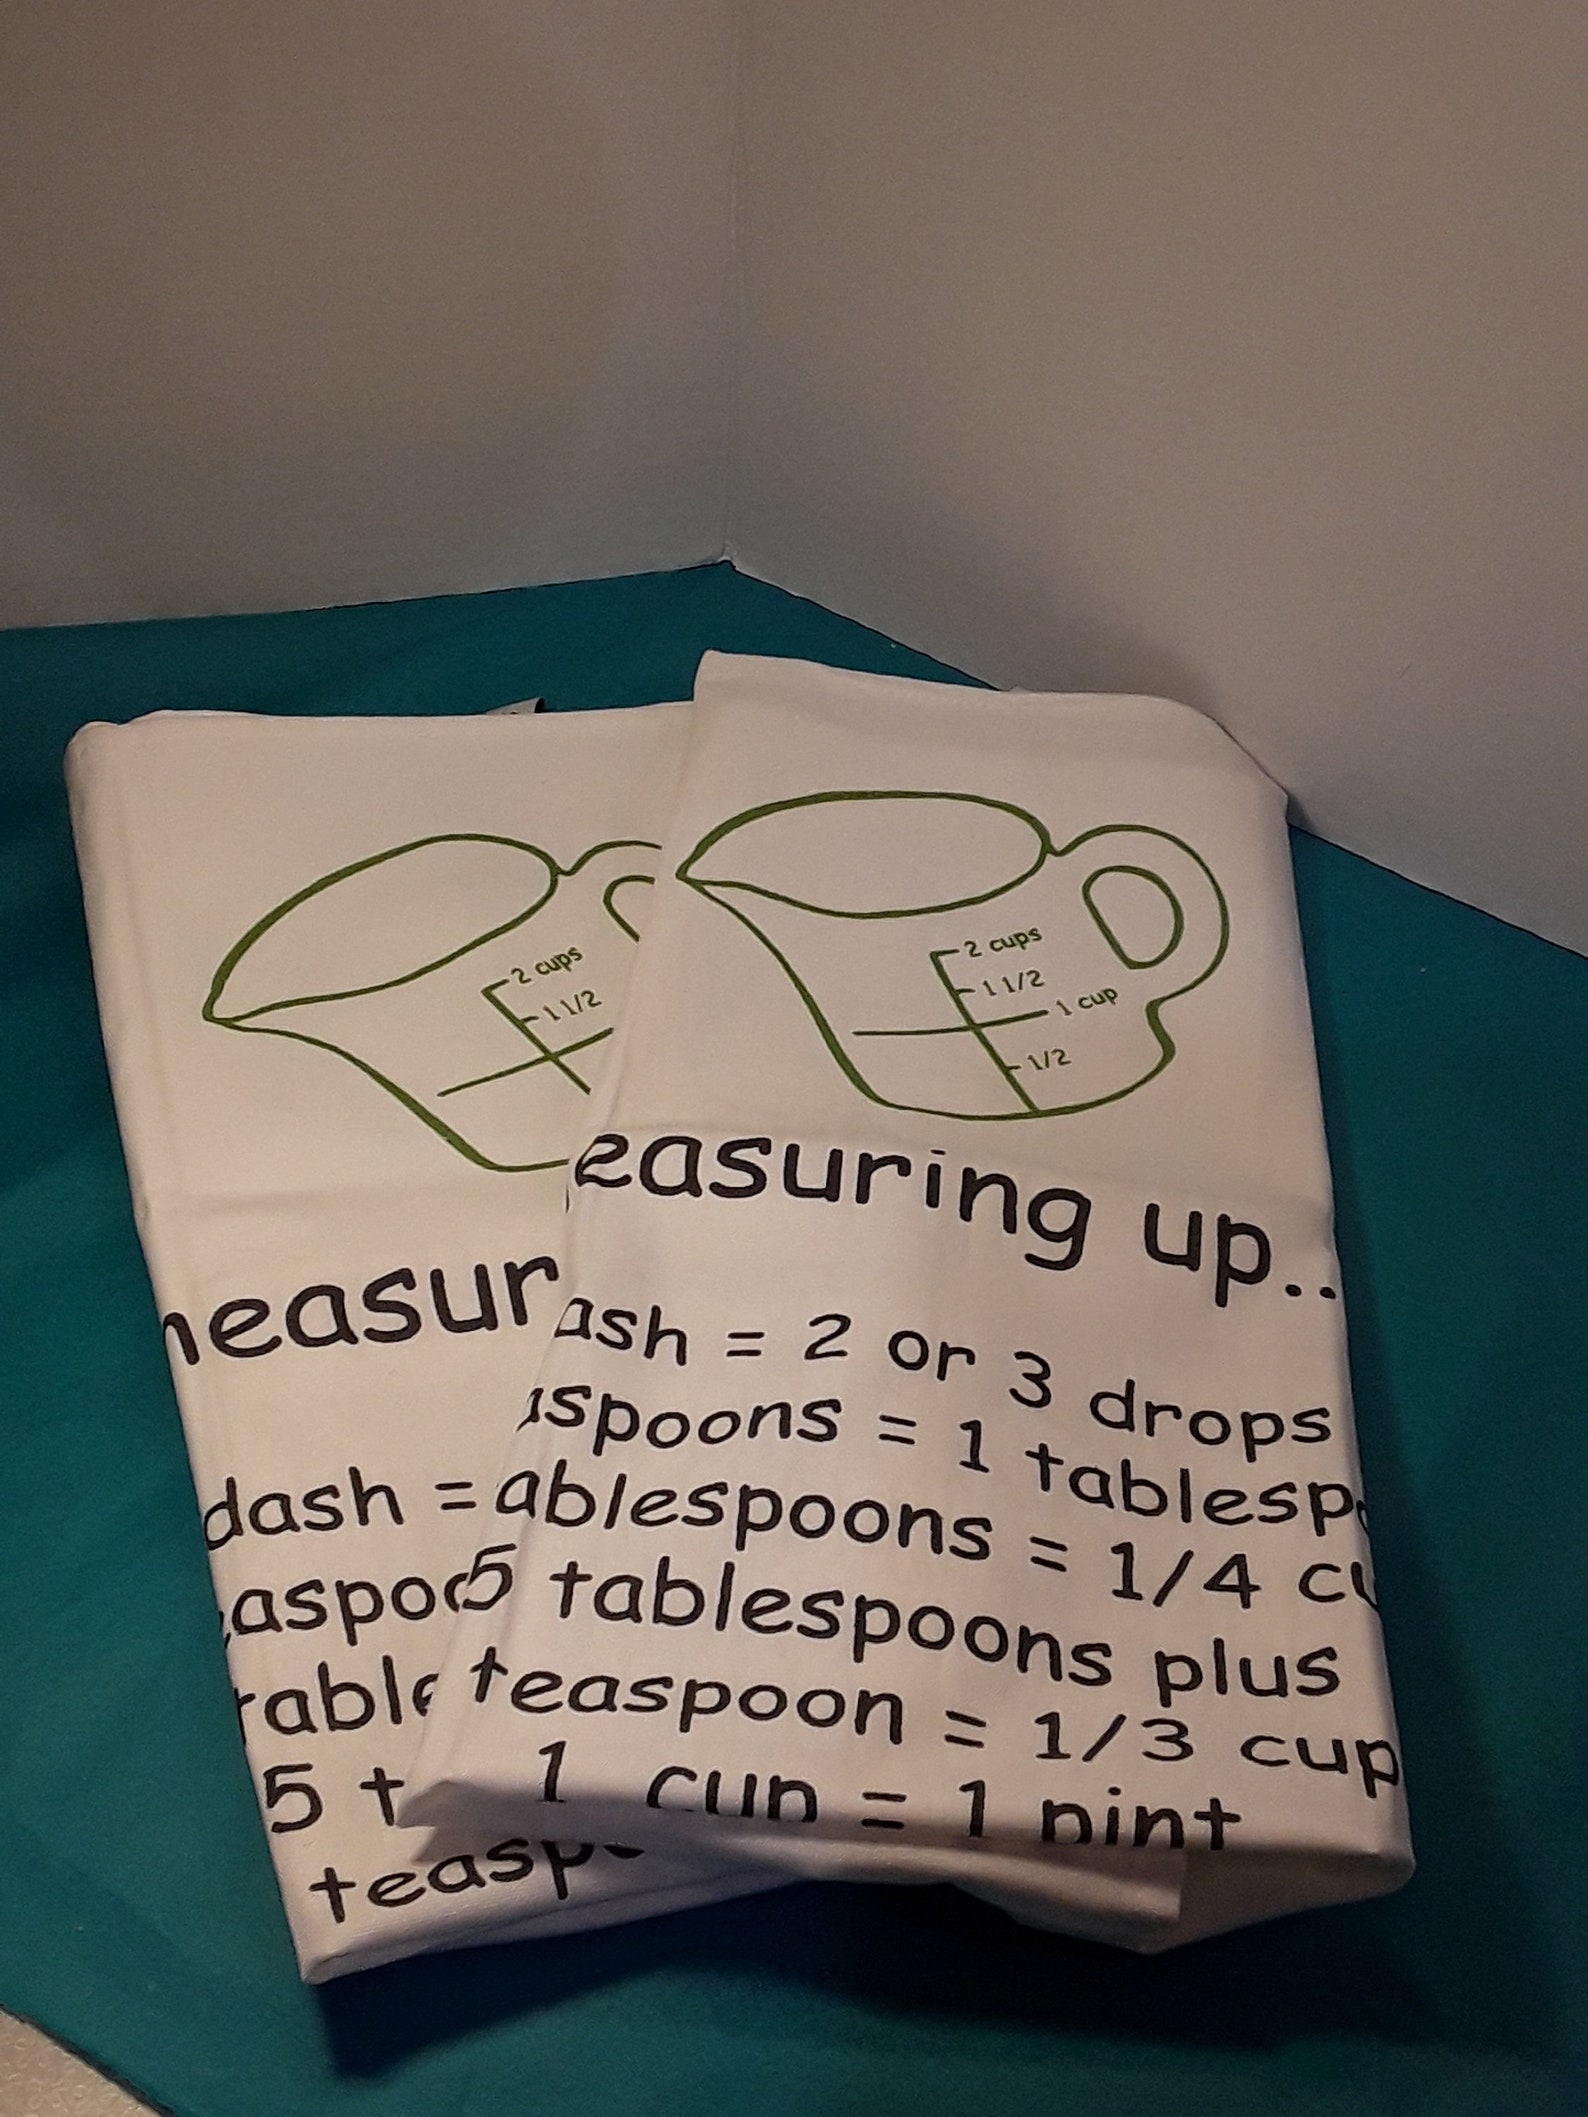 2 cups
1 1/2
2 cups
1 1/2
1 cup
1/2
easuring up..
ash = 2 or 3 drops
spoons = 1 tablesp
ablespoons = 1/4 cu
5 tablespoons plus
teaspoon = 1/3 cup
1 cup = 1 pint
easur
dash =
aspoo
table
5 t
teasp